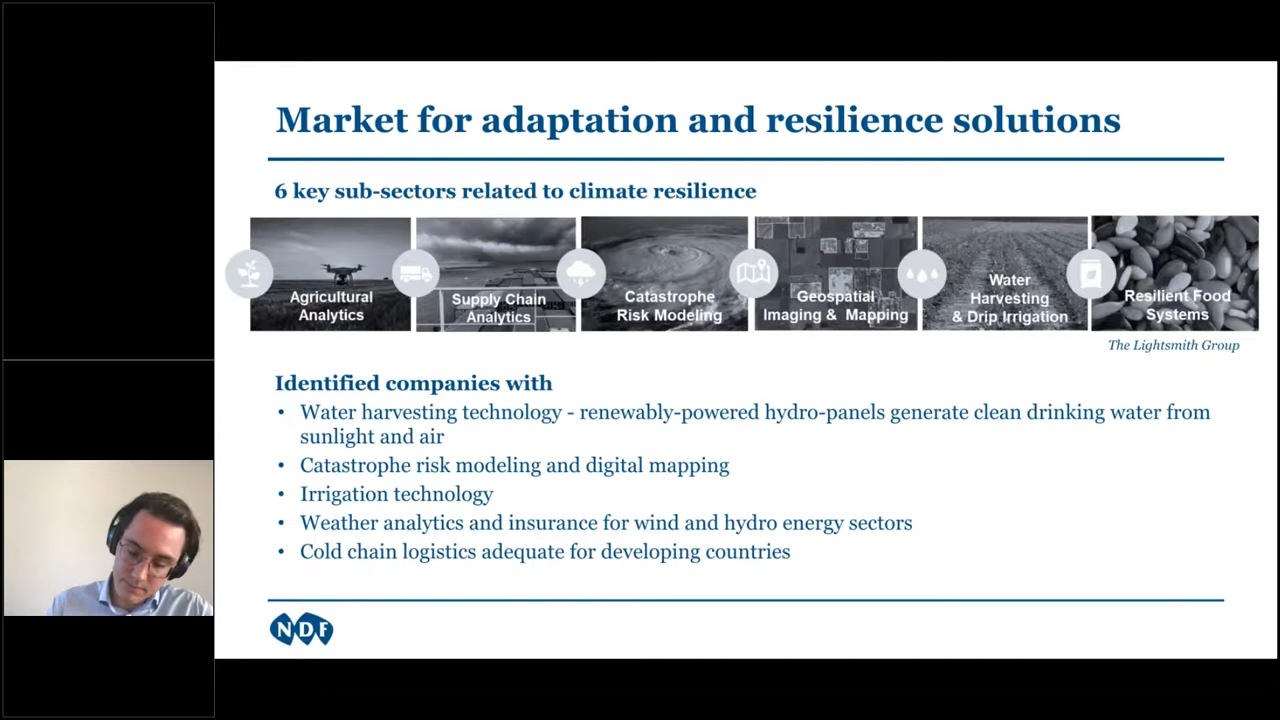 Market for adaptation and resilience solutions
6 key sub-sectors related to climate resilience
Agricultural
Analytics
Supply Chain
Analytics
Catastrophe
Risk Modeling
Geospatial
Imaging & Mapping
Water
Harvesting
& Drip Irrigation
Resilient Food
Systems
The Lightsmith Group
Identified companies with
• Water harvesting technology - renewably-powered hydro-panels generate clean drinking water from
sunlight and air
• Catastrophe risk modeling and digital mapping
• Irrigation technology
• Weather analytics and insurance for wind and hydro energy sectors
• Cold chain logistics adequate for developing countries
NDF